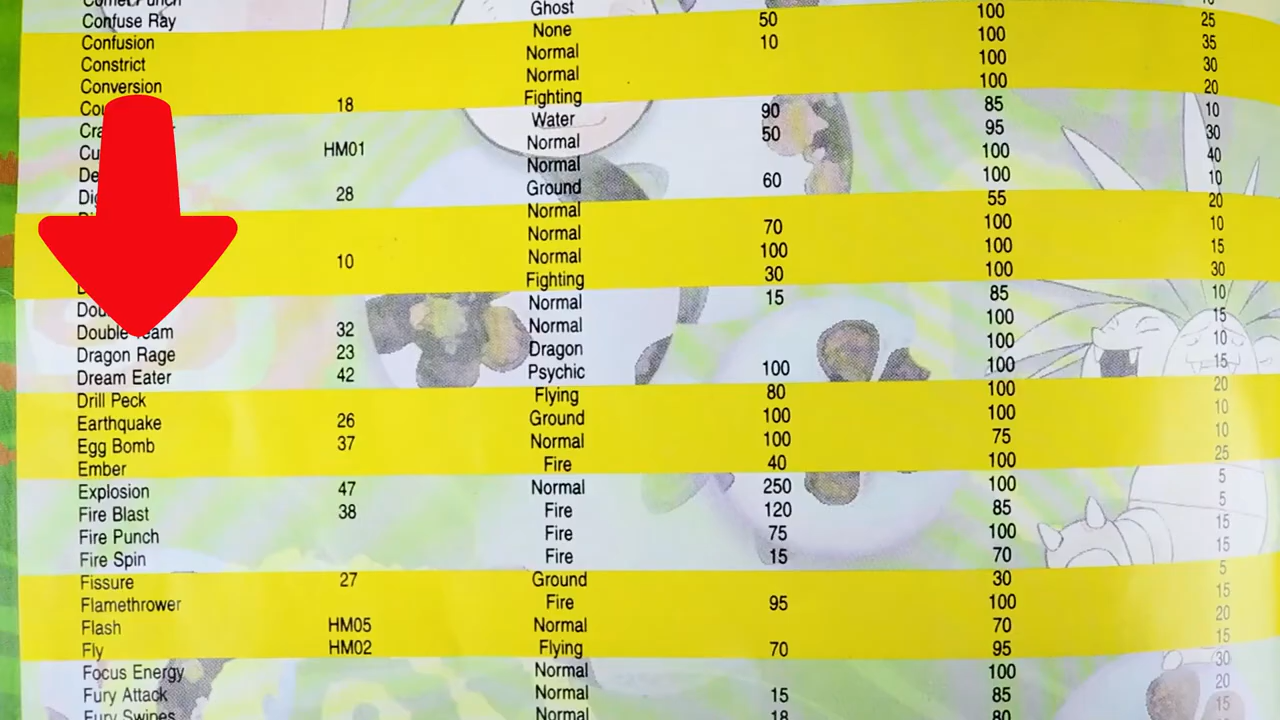 Comet Punch
Confuse Ray Ghost
Confusion None 50 100 25
Constrict Normal 10 100 35
Conversion Normal 100 30
18 Fighting 100 20
Water 90 85 10
HM01 Normal 50 95 30
Normal 100 40
28 Ground 60 100 10
Normal 55 20
Normal 70 100 10
10 Normal 100 100 15
Fighting 30 100 30
Normal 15 85 10
Double Team 32 Normal 100 15
Dragon Rage 23 Dragon 100 10
Dream Eater 42 Psychic 100 100 15
Drill Peck Flying 80 100 20
Earthquake 26 Ground 100 100 10
Egg Bomb 37 Normal 100 75 10
Ember Fire 40 100 25
Explosion 47 Normal 250 100 5
Fire Blast 38 Fire 120 85 5
Fire Punch Fire 75 100 15
Fire Spin Fire 15 70 15
Fissure 27 Ground 30 5
Flamethrower Fire 95 100 15
Flash HM05 Normal 70 20
Fly HM02 Flying 70 95 15
Focus Energy Normal 100 30
Fury Attack Normal 15 85 20
Fury Swipes Normal 18 80 15